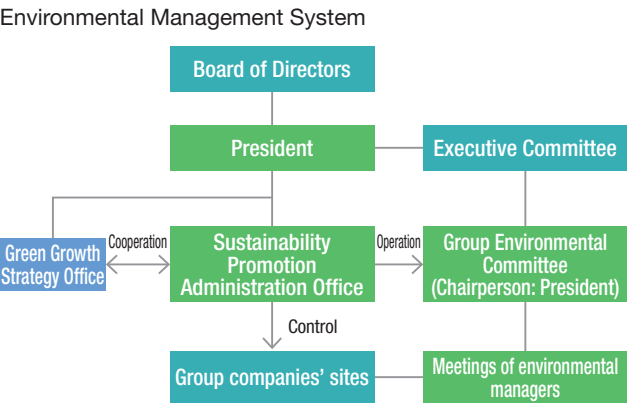 Environmental Management System
Board of Directors
President
Executive Committee
Green Growth
Strategy Office
Cooperation
Sustainability
Promotion
Administration Office
Operation
Group Environmental
Committee
(Chairperson: President)
Control
Group companies’ sites
Meetings of environmental
managers